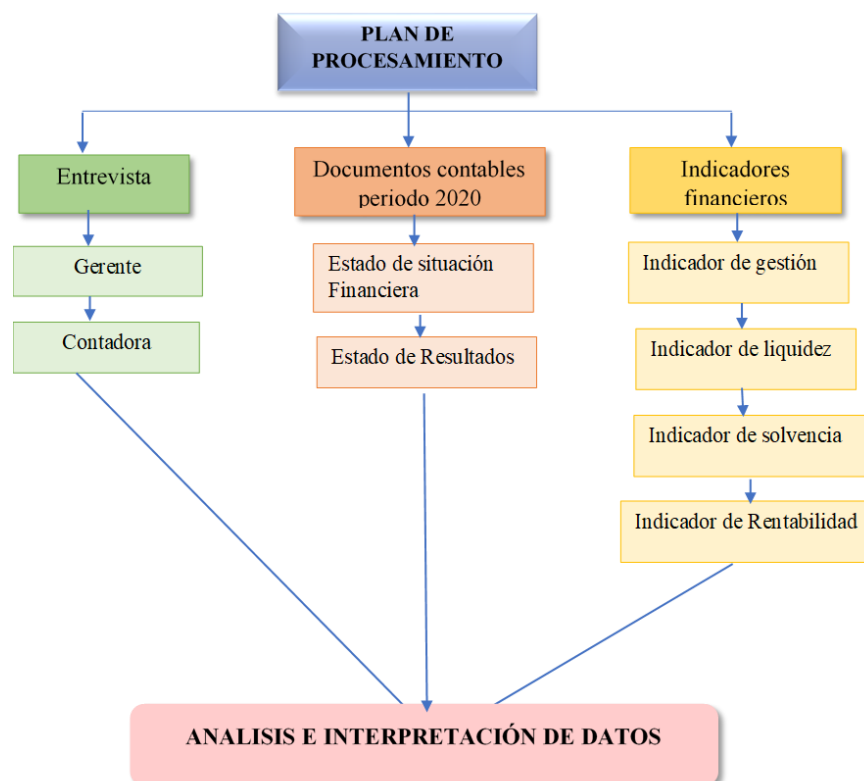 PLAN DE
PROCESAMIENTO
Entrevista
Gerente
Contadora
Documentos contables
periodo 2020
Estado de situación
Financiera
Estado de Resultados
Indicadores
financieros
Indicador de gestión
Indicador de liquidez
Indicador de solvencia
Indicador de Rentabilidad
ANALISIS E INTERPRETACIÓN DE DATOS